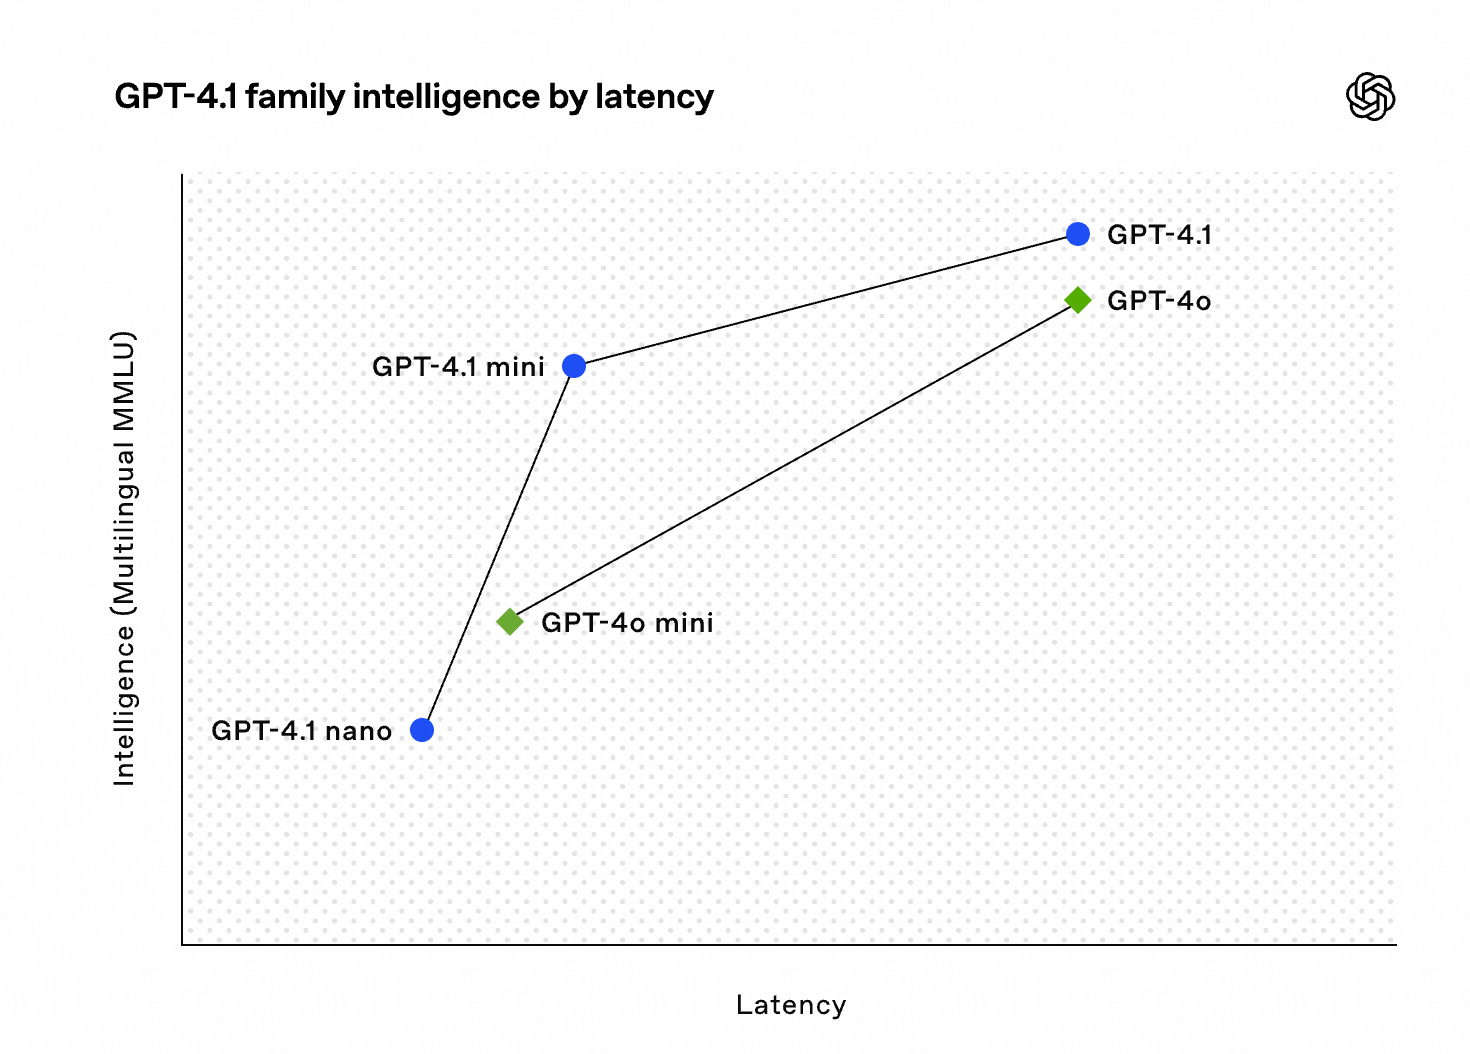 GPT-4.1 family intelligence by latency
GPT-4.1
GPT-4o
GPT-4.1 mini
GPT-4o mini
GPT-4.1 nano
Intelligence (Multilingual MMLU)
Latency